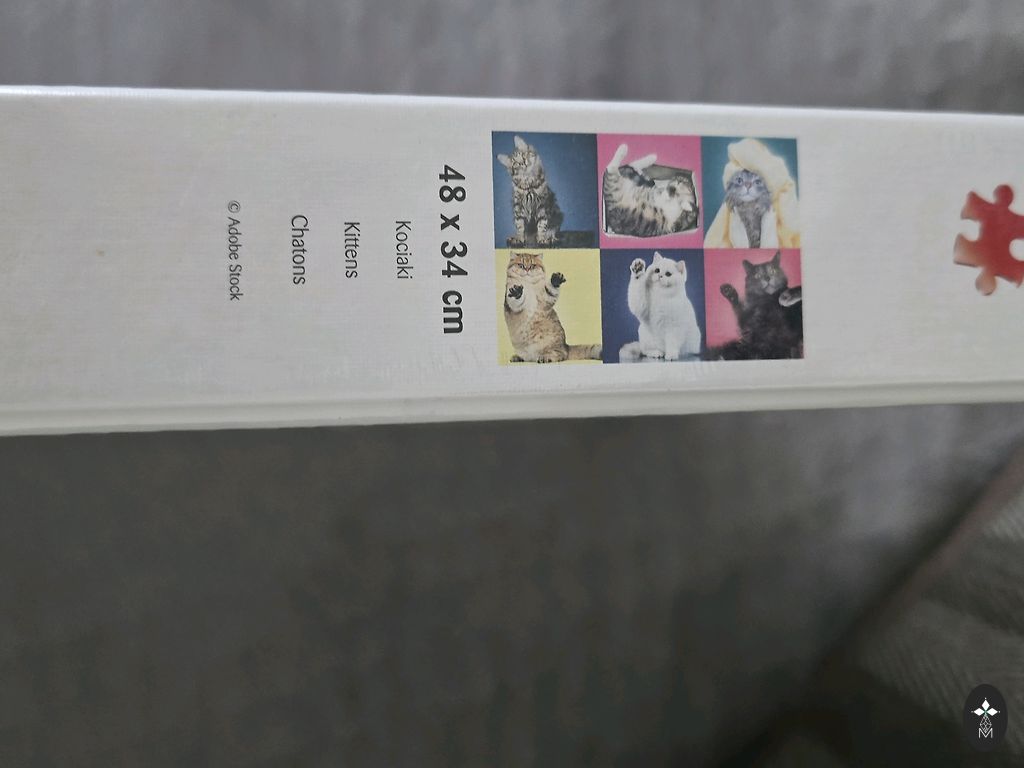 48 x 34 cm
Kociaki
Kittens
Chatons
© Adobe Stock